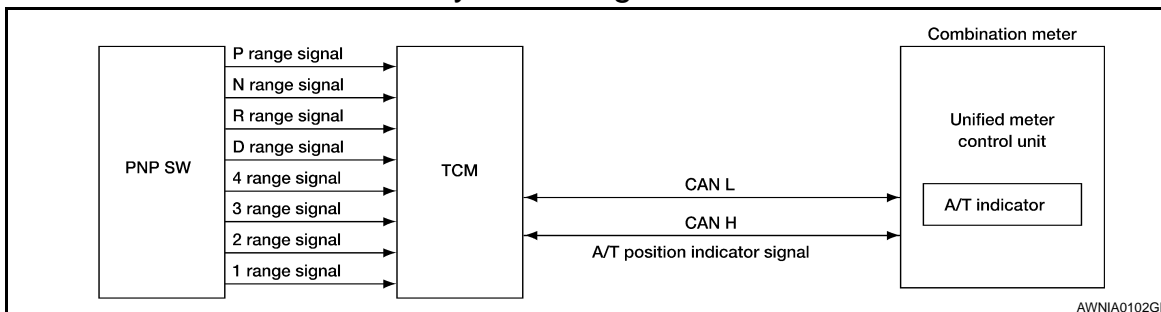 Combination meter
P range signal
N range signal
R range signal
D range signal
4 range signal
3 range signal
2 range signal
1 range signal
PNP SW
TCM
CAN L
CAN H
A/T position indicator signal
Unified meter
control unit
A/T indicator